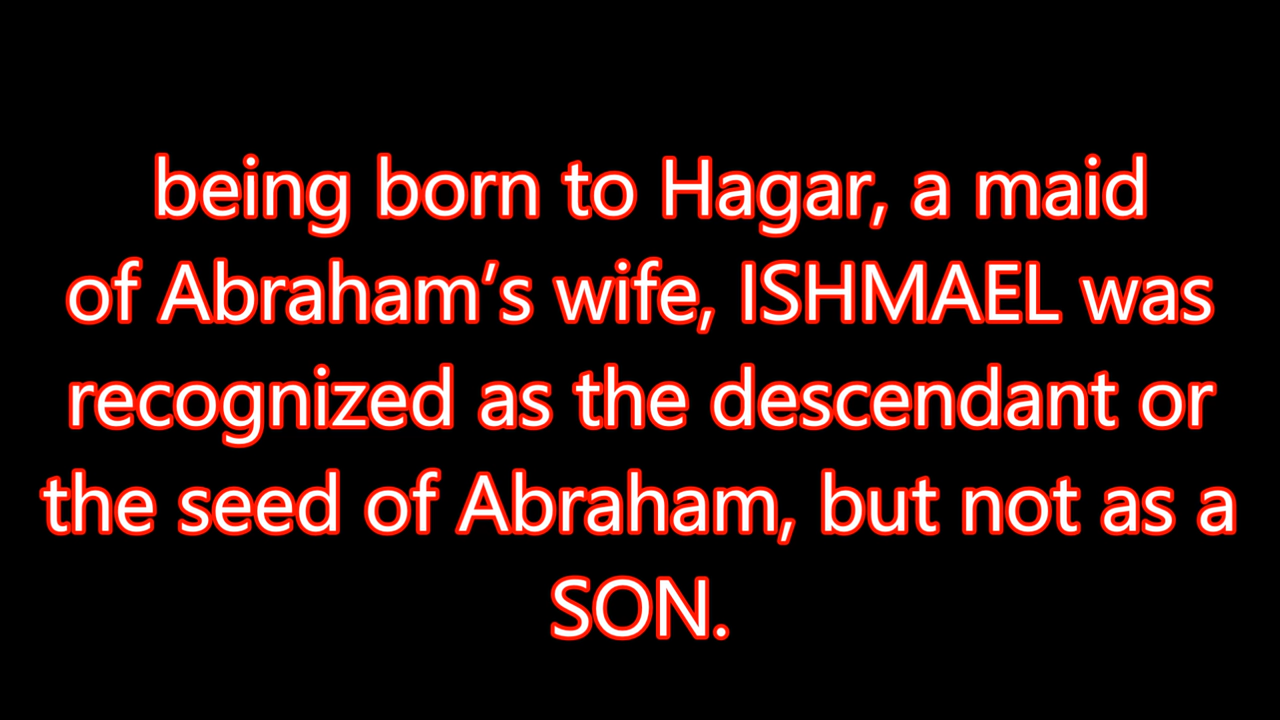 being born to Hagar, a maid
of Abraham’s wife, ISHMAEL was
recognized as the descendant or
the seed of Abraham, but not as a
SON.